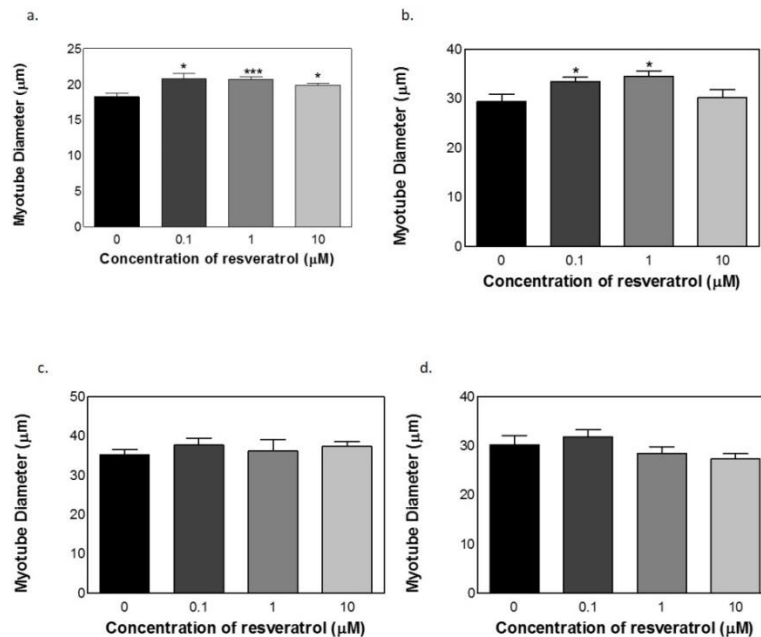 a.
25
20
15
10
5
0
Myotube Diameter (μm)
*
***
*
0 0.1 1 10
Concentration of resveratrol (μM)
b.
40
30
20
10
0
Myotube Diameter (μm)
*
*
0 0.1 1 10
Concentration of resveratrol (μM)
c.
50
40
30
20
10
0
Myotube Diameter (μm)
0 0.1 1 10
Concentration of resveratrol (μM)
d.
40
30
20
10
0
Myotube Diameter (μm)
0 0.1 1 10
Concentration of resveratrol (μM)